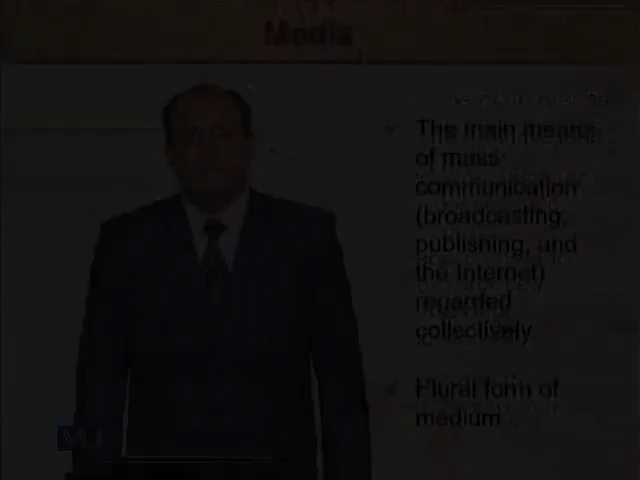 Media
The main means
of mass
communication
(broadcasting,
publishing, and
the Internet)
regarded
collectively.
Plural form of
medium